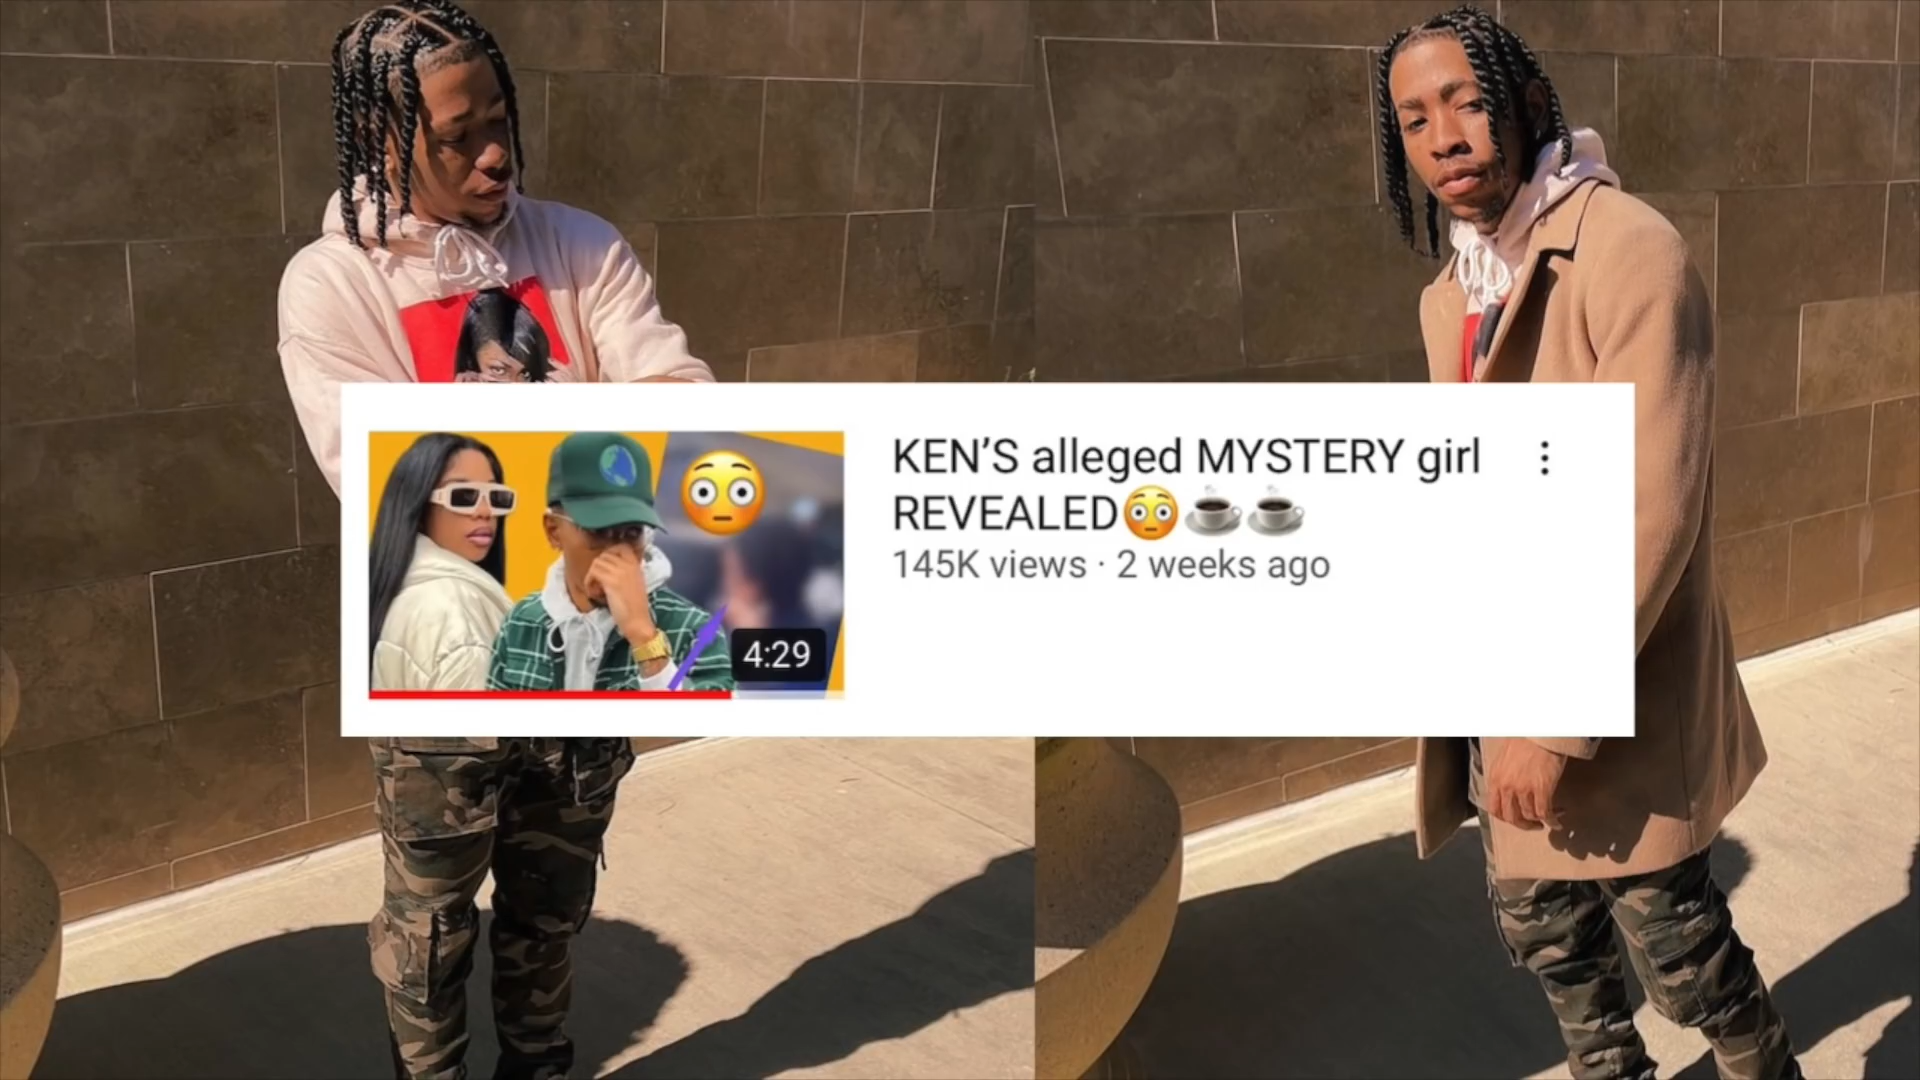 KEN’S alleged MYSTERY girl
REVEALED😳☕☕
145K views · 2 weeks ago
4:29